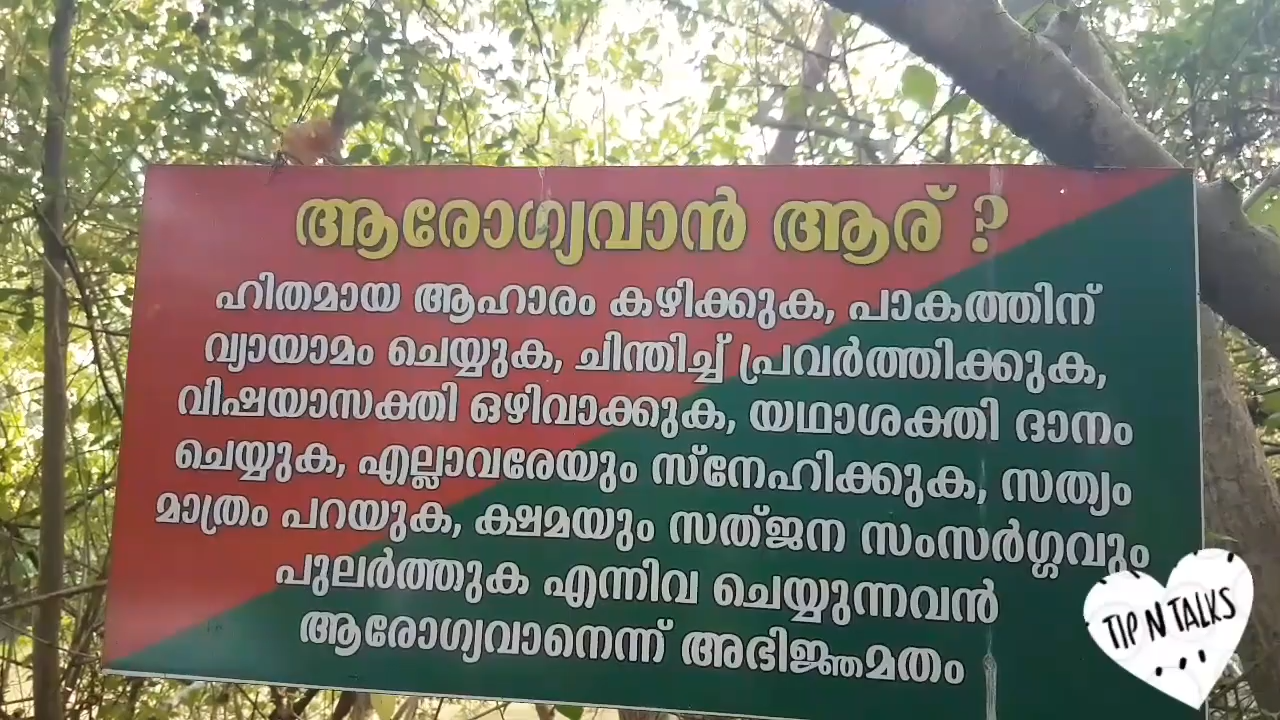 ആരോഗ്യവാൻ ആര് ?
ഹിതമായ ആഹാരം കഴിക്കുക, പാകത്തിന്
വ്യായാമം ചെയ്യുക, ചിന്തിച്ച് പ്രവർത്തിക്കുക,
വിഷയാസക്തി ഒഴിവാക്കുക, യഥാശക്തി ദാനം
ചെയ്യുക, എല്ലാവരേയും സ്നേഹിക്കുക, സത്യം
മാത്രം പറയുക, ക്ഷമയും സത്ജന സംസർഗ്ഗവും
പുലർത്തുക എന്നിവ ചെയ്യുന്നവൻ
ആരോഗ്യവാനെന്ന് അഭിജ്ഞമതം
TIP N TALKS